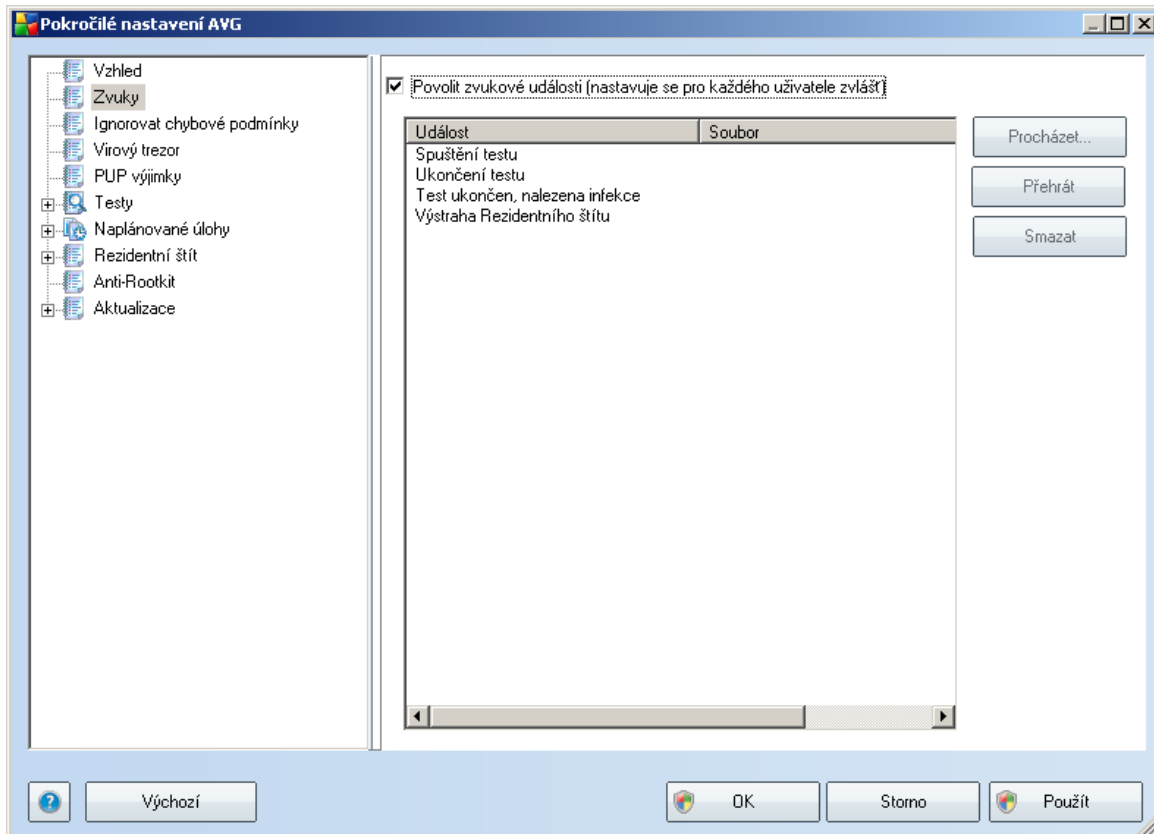 Pokročilé nastavení AVG
Vzhled
Zvuky
Ignorovat chybové podmínky
Virový trezor
PUP výjimky
Testy
Naplánované úlohy
Rezidentní štít
Anti-Rootkit
Aktualizace
Povolit zvukové události (nastavuje se pro každého uživatele zvlášť)
Událost Soubor
Spuštění testu
Ukončení testu
Test ukončen, nalezena infekce
Výstraha Rezidentního štítu
Procházet...
Přehrát
Smazat
Výchozí OK Storno Použít